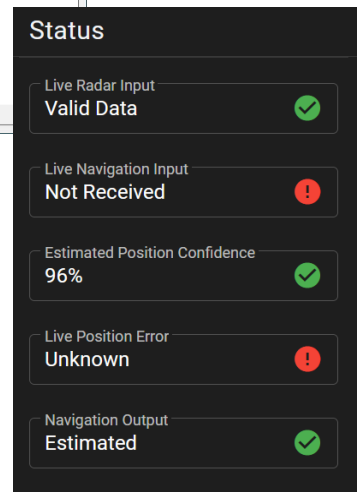 Status
Live Radar Input
Valid Data
Live Navigation Input
Not Received
Estimated Position Confidence
96%
Live Position Error
Unknown
Navigation Output
Estimated